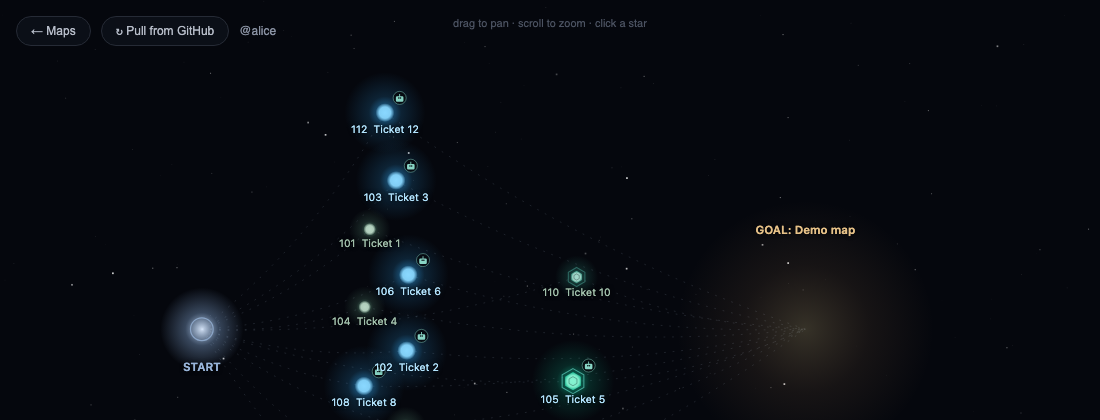 ← Maps
↻ Pull from GitHub
@alice
drag to pan · scroll to zoom · click a star
112 Ticket 12
103 Ticket 3
101 Ticket 1
GOAL: Demo map
106 Ticket 6
110 Ticket 10
104 Ticket 4
START
102 Ticket 2
108 Ticket 8
105 Ticket 5